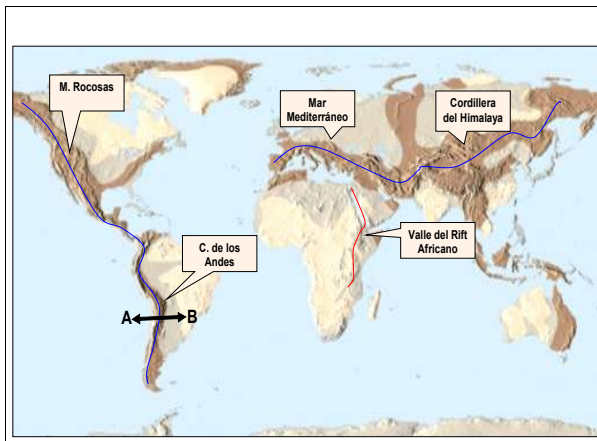 M. Rocosas
Mar
Mediterráneo
Cordillera
del Himalaya
C. de los
Andes
Valle del Rift
Africano
A
B